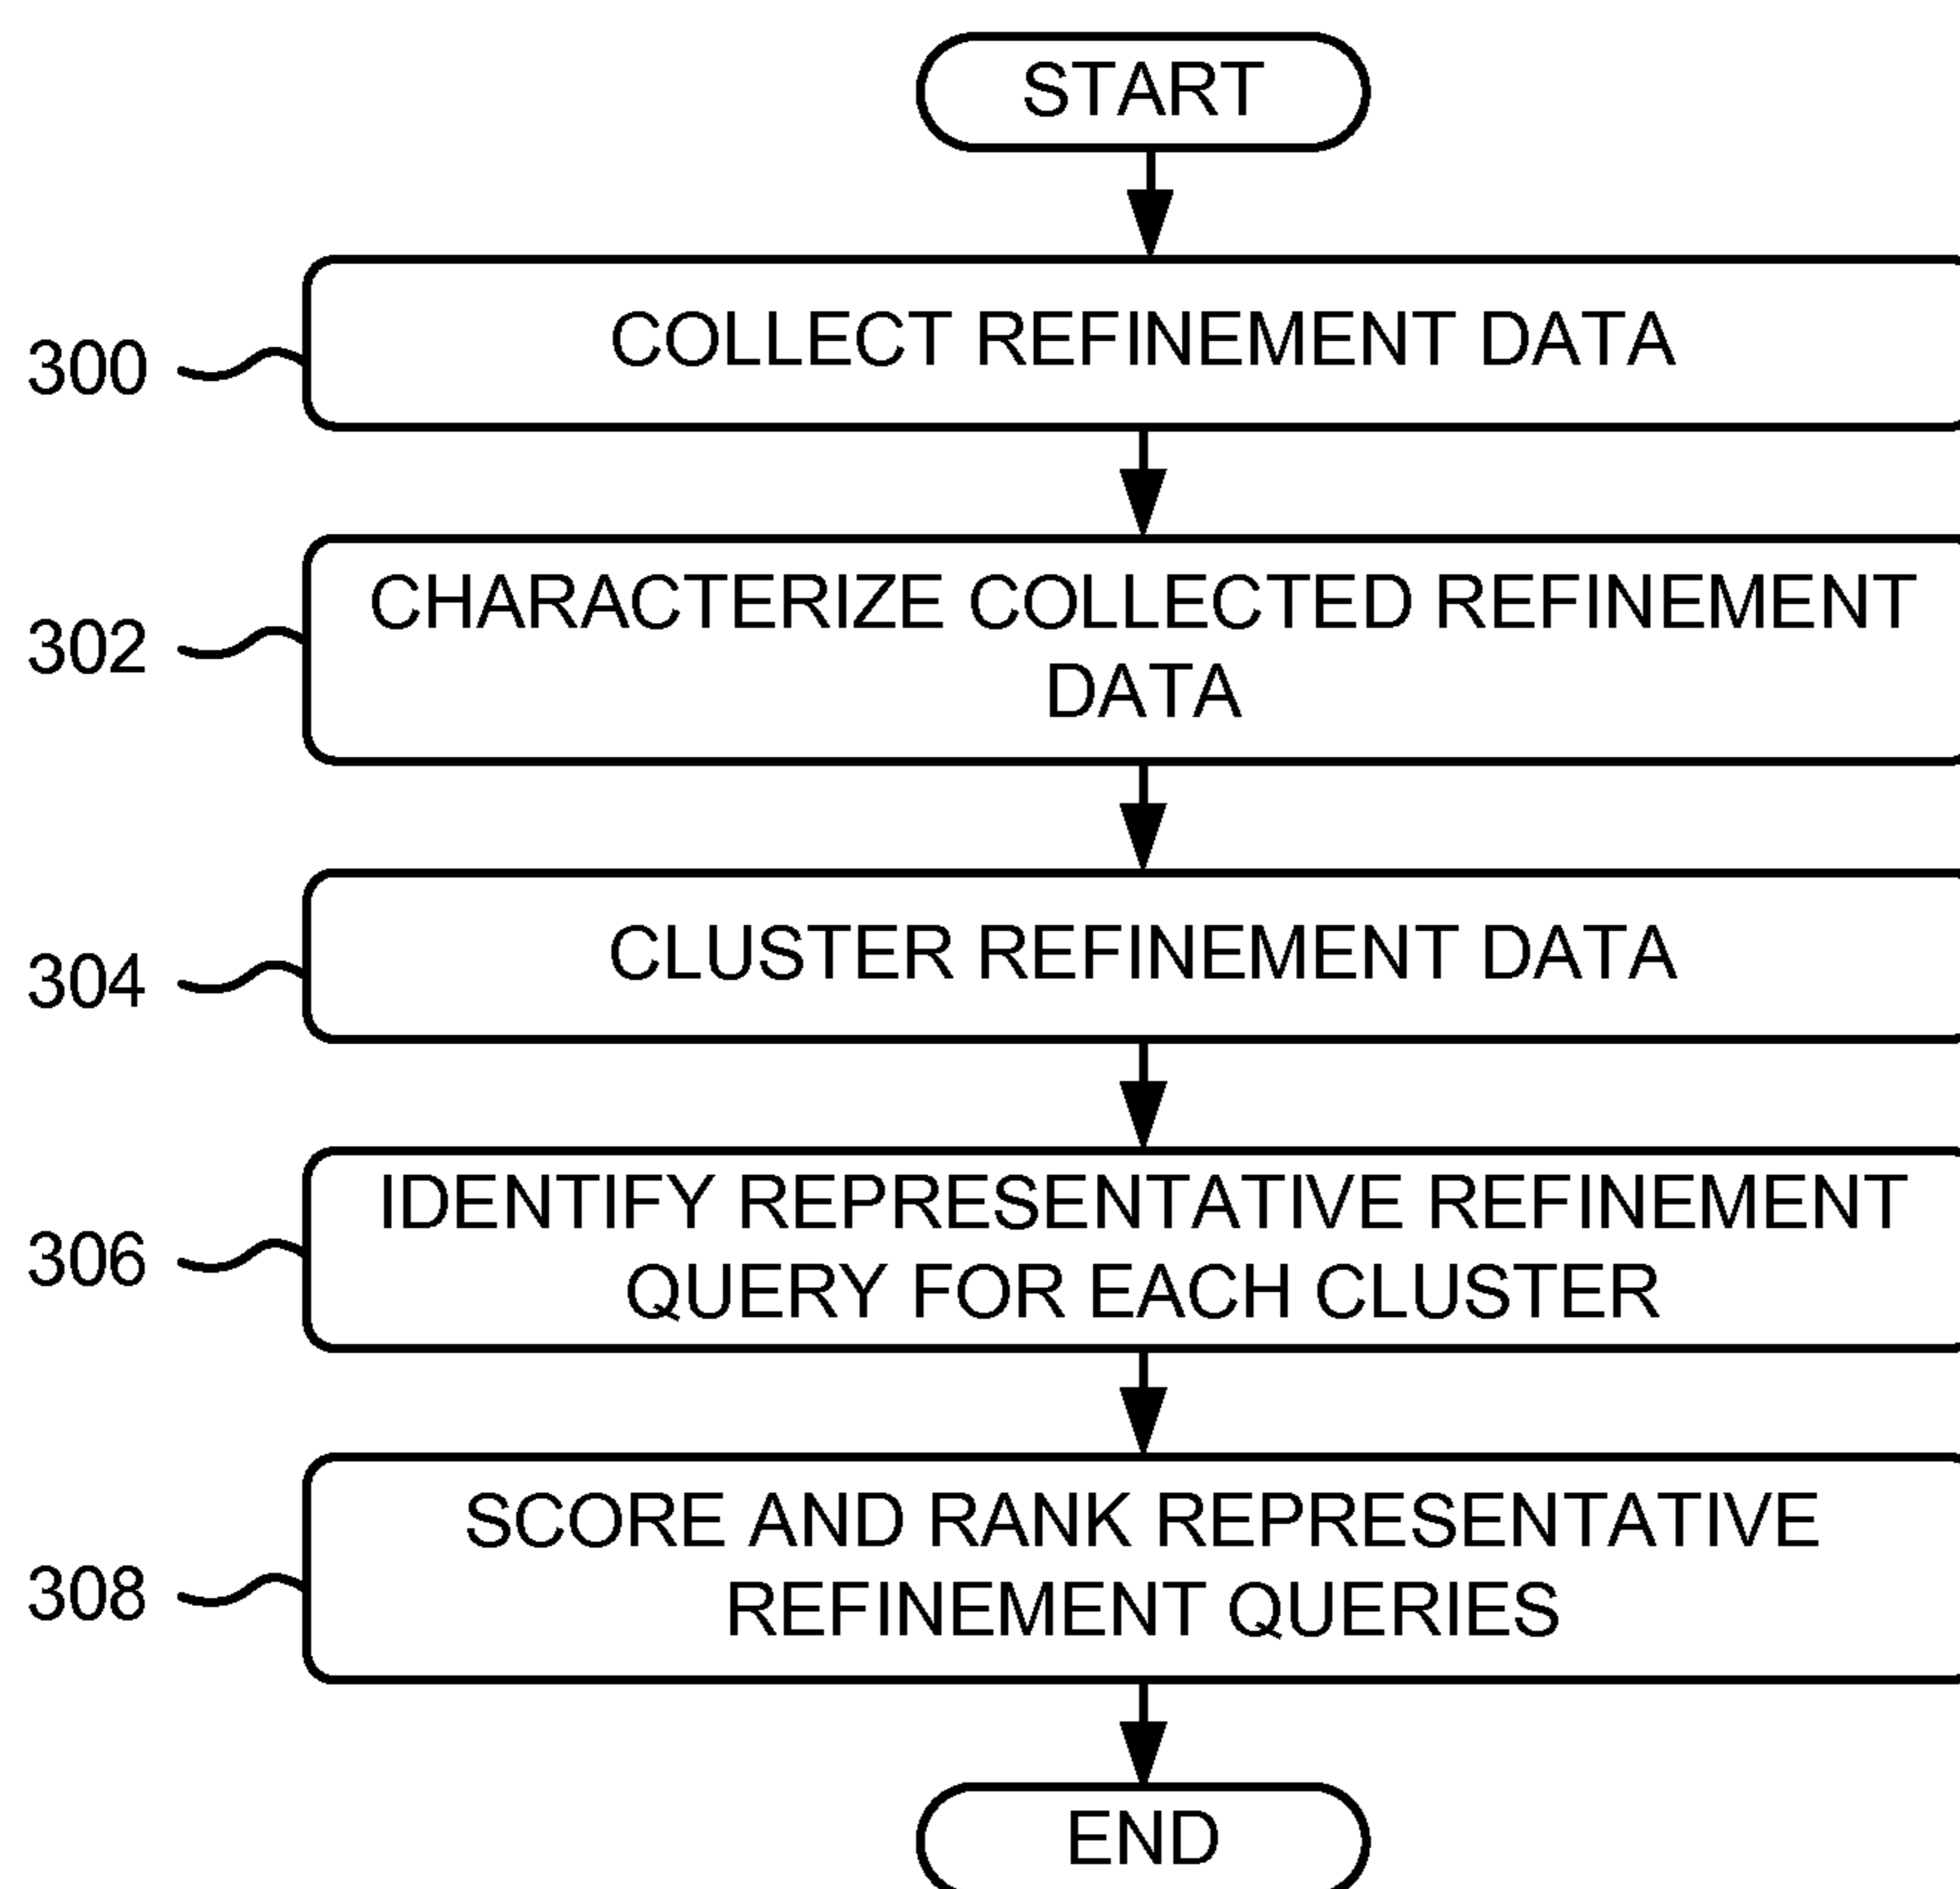 START
300
COLLECT REFINEMENT DATA
302
CHARACTERIZE COLLECTED REFINEMENT
DATA
304
CLUSTER REFINEMENT DATA
306
IDENTIFY REPRESENTATIVE REFINEMENT
QUERY FOR EACH CLUSTER
308
SCORE AND RANK REPRESENTATIVE
REFINEMENT QUERIES
END